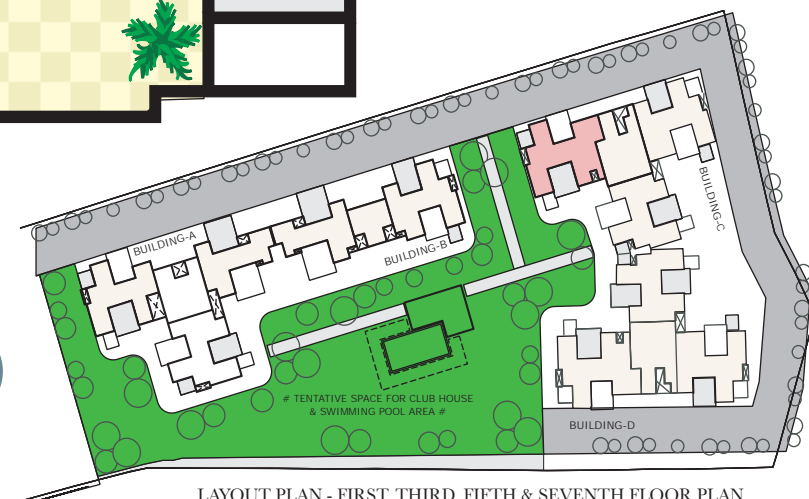 BUILDING-A
BUILDING-B
BUILDING-C
# TENTATIVE SPACE FOR CLUB HOUSE
& SWIMMING POOL AREA #
BUILDING-D
LAYOUT PLAN - FIRST, THIRD, FIFTH & SEVENTH FLOOR PLAN